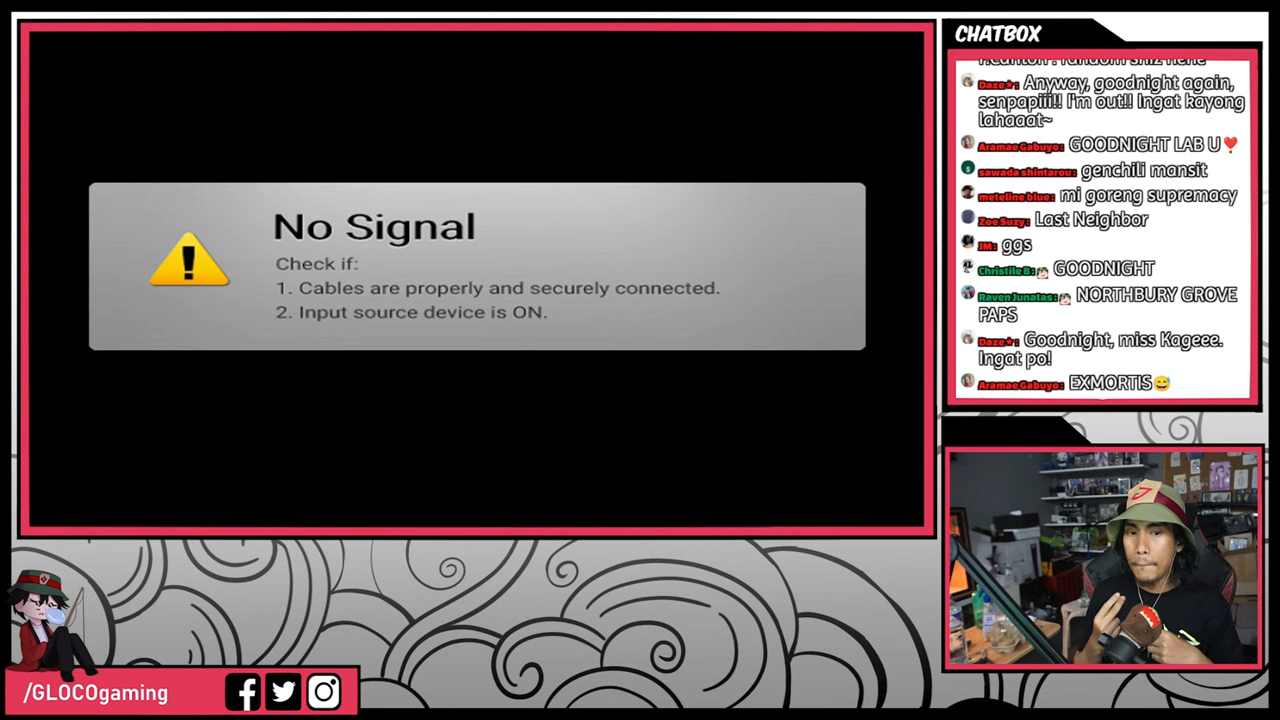 No Signal
Check if:
1. Cables are properly and securely connected.
2. Input source device is ON.
CHATBOX
Daze★: Anyway, goodnight again,
senpapiii!! I'm out!! Ingat kayong
lahaaat~
Aramae Gabuyo: GOODNIGHT LAB U❤️
sawada shintarou: genchili mansit
meteline blue: mi goreng supremacy
Zoe Suzy: Last Neighbor
JM: ggs
Christile B: GOODNIGHT
Raven Junatas: NORTHBURY GROVE
PAPS
Daze★: Goodnight, miss Kageee.
Ingat po!
Aramae Gabuyo: EXMORTIS😅
/GLOCOgaming